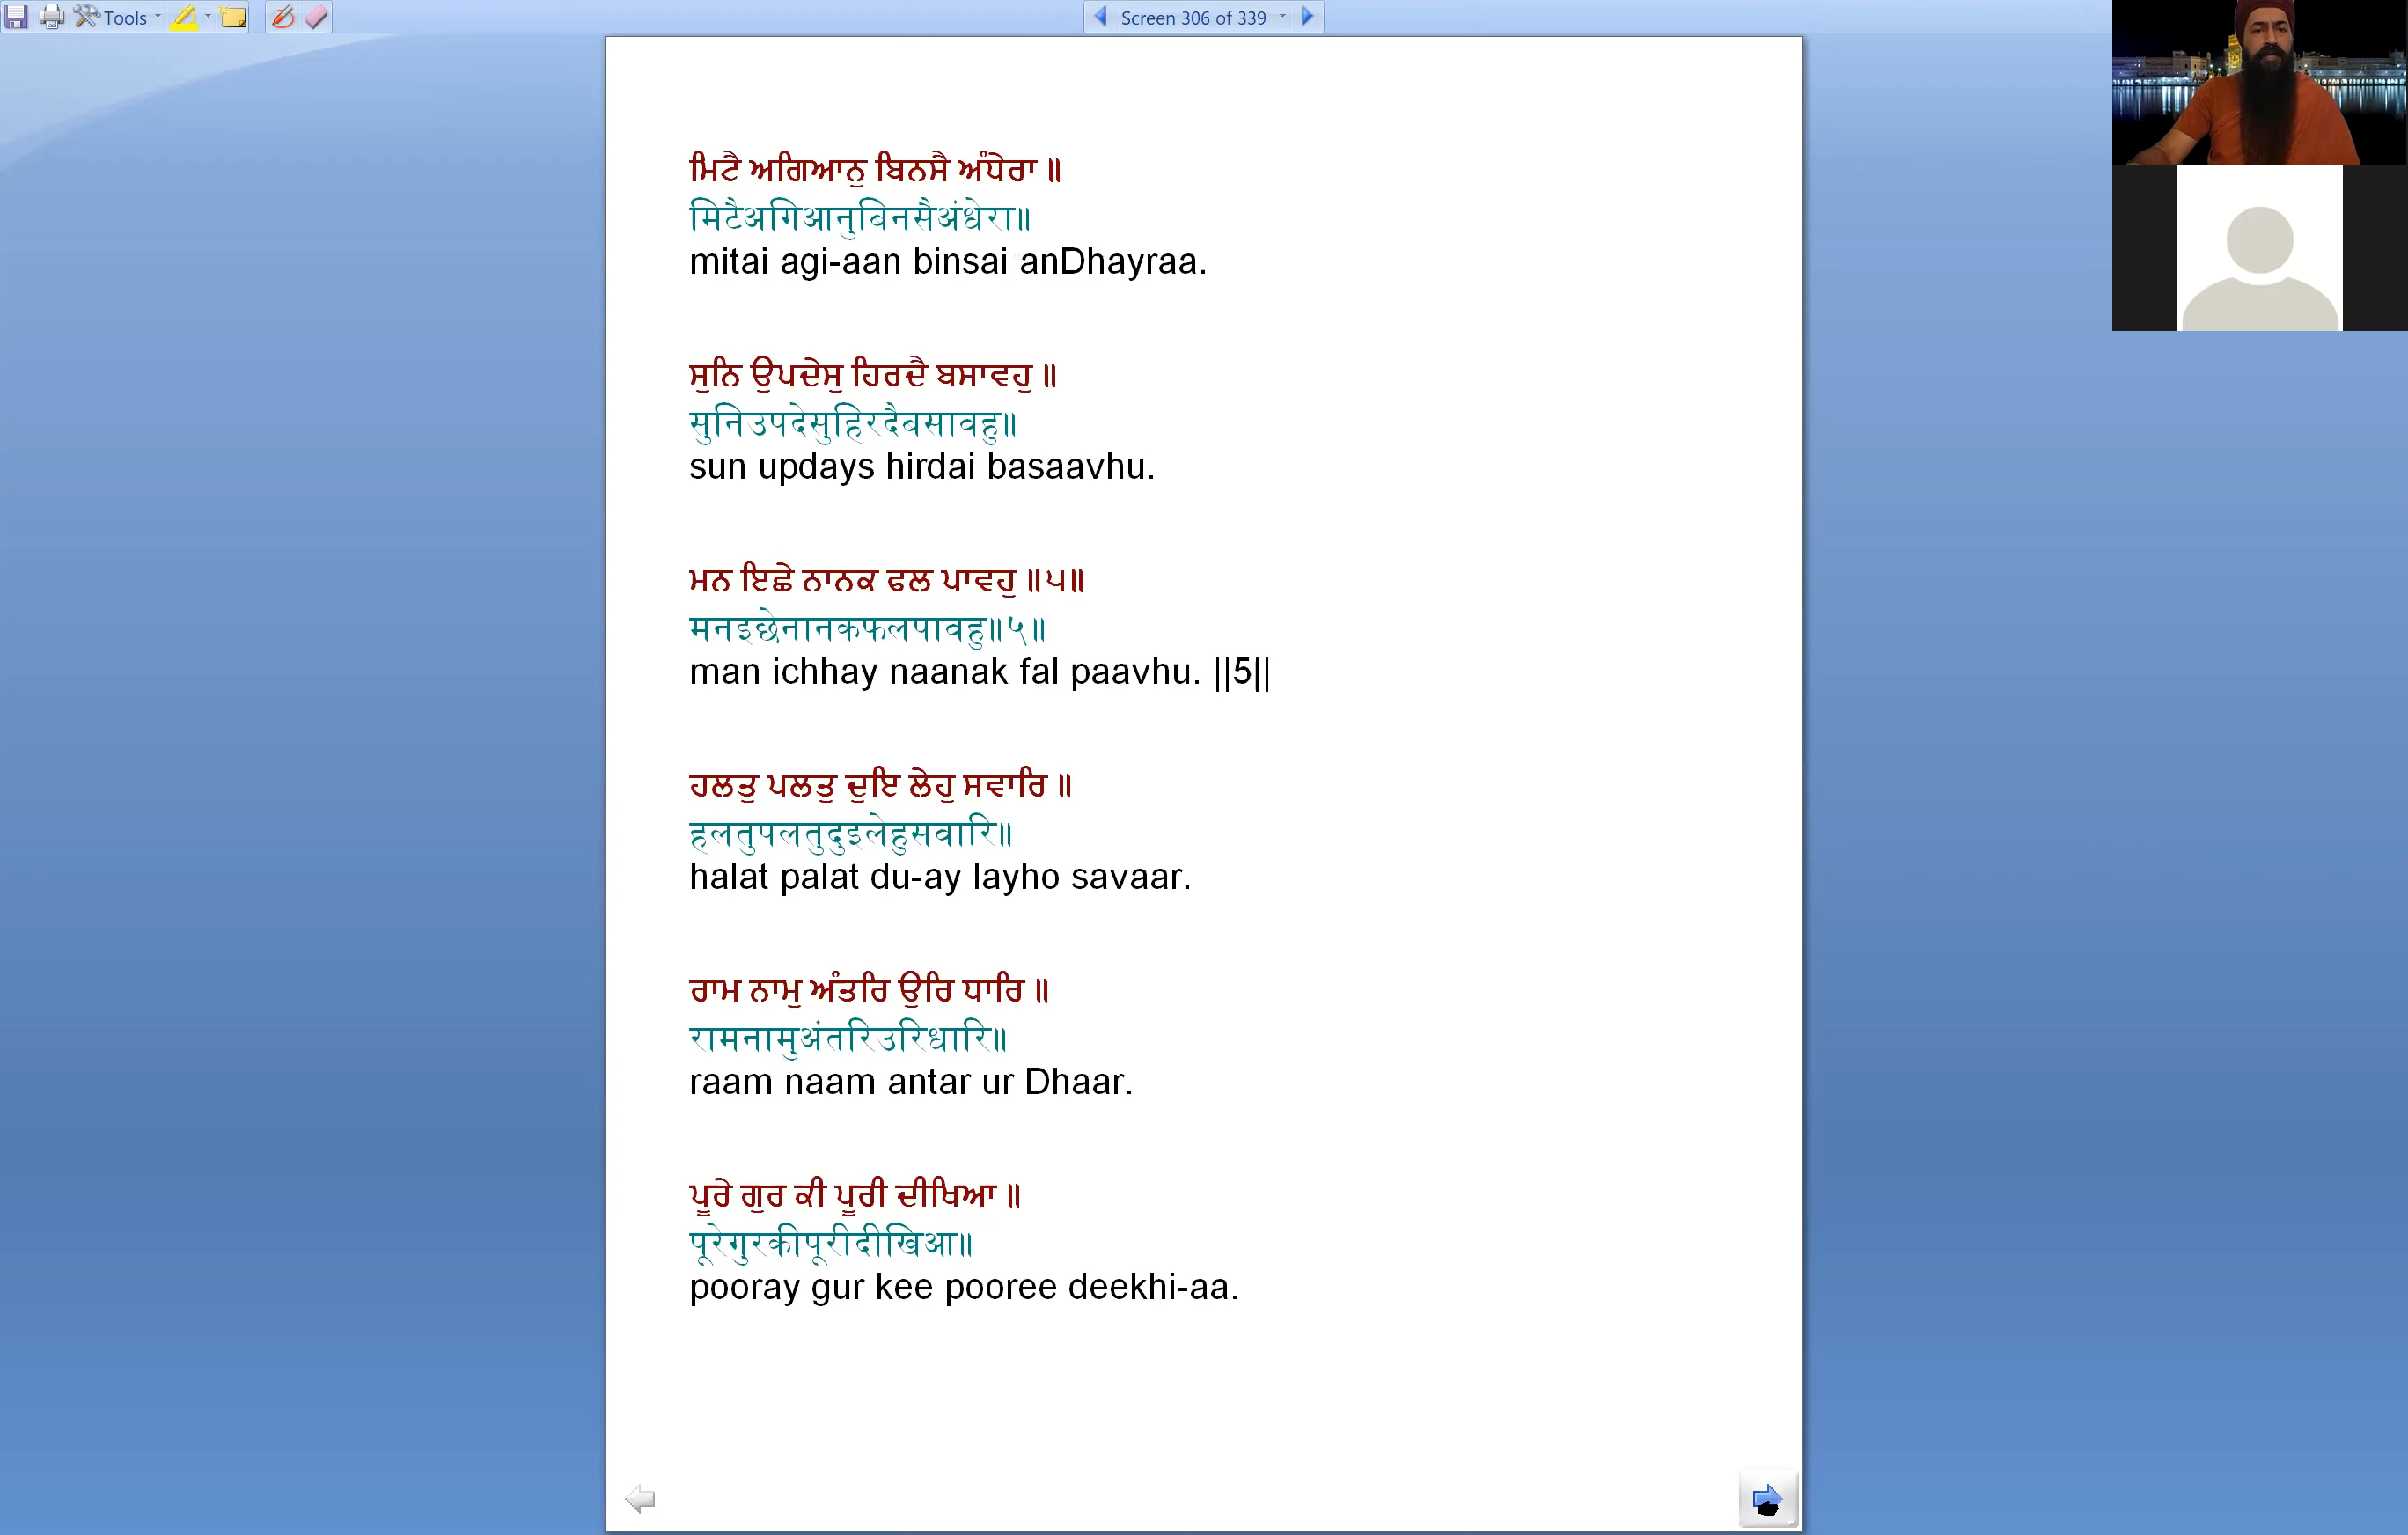 Tools
Screen 306 of 339
ਮਿਟੈ ਅਗਿਆਨੁ ਬਿਨਸੈ ਅੰਧੇਰਾ ॥
मिटैअगिआनुबिनसैअंधेरा॥
mitai agi-aan binsai anDhayraa.
ਸੁਨਿ ਉਪਦੇਸੁ ਹਿਰਦੈ ਬਸਾਵਹੁ ॥
सुनिउपदेसुहिरदैबसावहु॥
sun updays hirdai basaavhu.
ਮਨ ਇਛੇ ਨਾਨਕ ਫਲ ਪਾਵਹੁ ॥੫॥
मनइछेनानकफलपावहु॥५॥
man ichhay naanak fal paavhu. ||5||
ਹਲਤੁ ਪਲਤੁ ਦੁਇ ਲੇਹੁ ਸਵਾਰਿ ॥
हलतुपलतुदुइलेहुसवारि॥
halat palat du-ay layho savaar.
ਰਾਮ ਨਾਮੁ ਅੰਤਰਿ ਉਰਿ ਧਾਰਿ ॥
रामनामुअंतरिउरिधारि॥
raam naam antar ur Dhaar.
ਪੂਰੇ ਗੁਰ ਕੀ ਪੂਰੀ ਦੀਖਿਆ ॥
पूरेगुरकीपूरीदीखिआ॥
pooray gur kee pooree deekhi-aa.